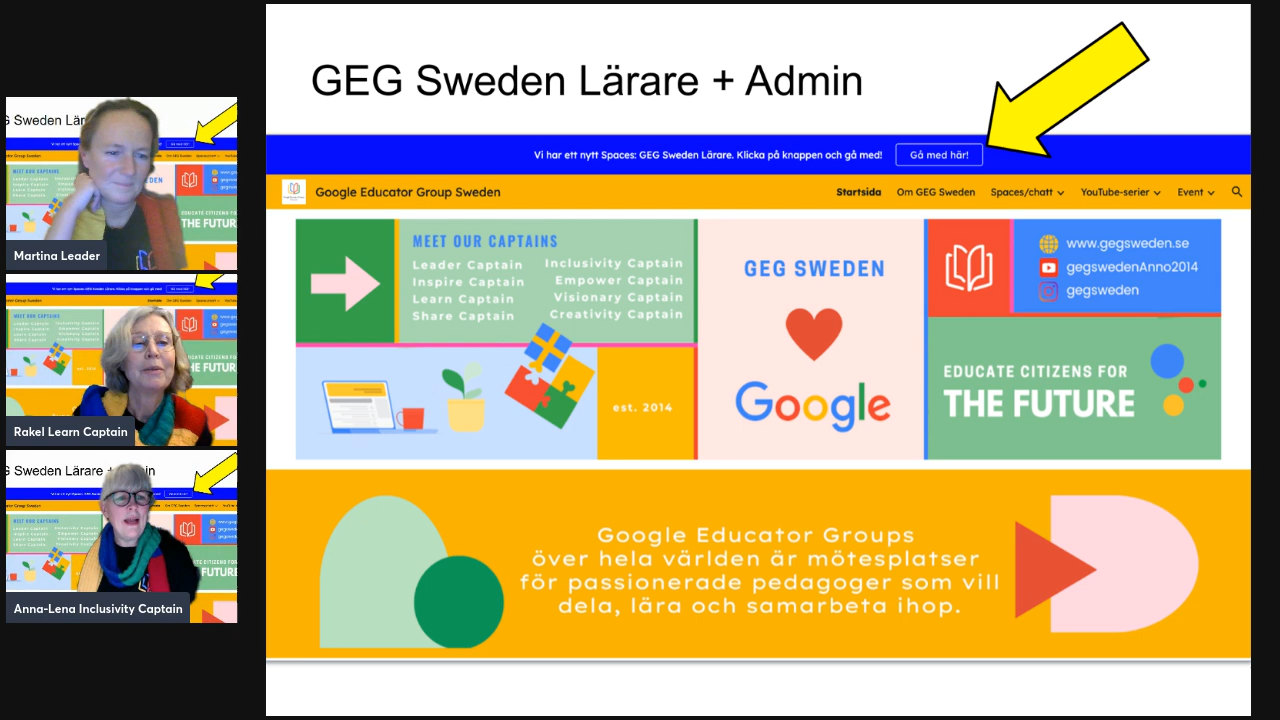 GEG Sweden Lärare + Admin
Vi har ett nytt Spaces: GEG Sweden Lärare. Klicka på knappen och gå med!
Gå med här!
Google Educator Group Sweden
Startsida
Om GEG Sweden
Spaces/chatt
YouTube-serier
Event
MEET OUR CAPTAINS
Leader Captain
Inspire Captain
Learn Captain
Share Captain
Inclusivity Captain
Empower Captain
Visionary Captain
Creativity Captain
est. 2014
GEG SWEDEN
Google
www.gegsweden.se
gegswedenAnno2014
gegsweden
EDUCATE CITIZENS FOR
THE FUTURE
Google Educator Groups
över hela världen är mötesplatser
för passionerade pedagoger som vill
dela, lära och samarbeta ihop.
Martina Leader
Rakel Learn Captain
Anna-Lena Inclusivity Captain